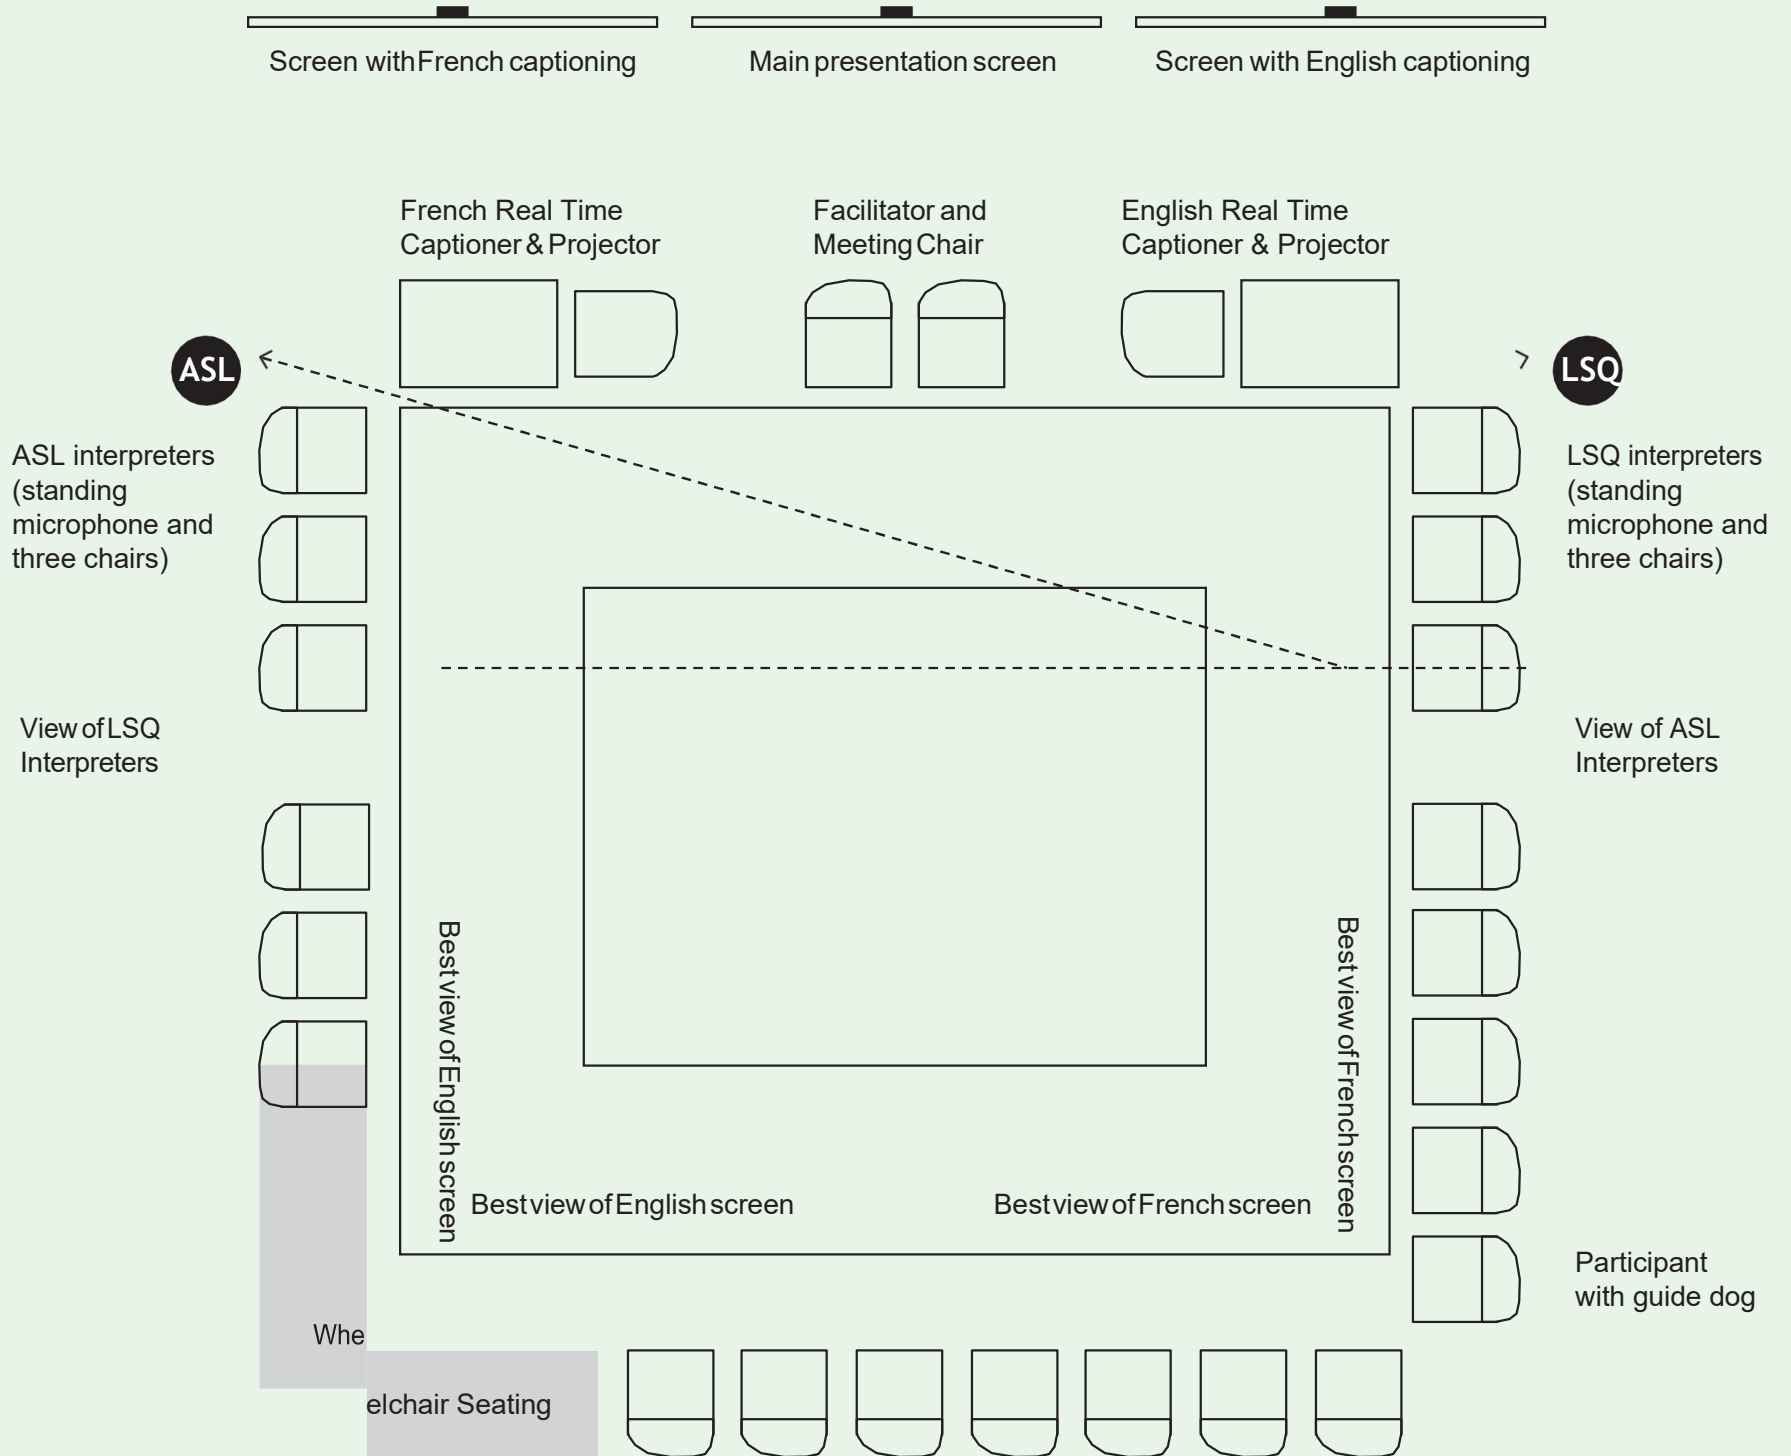 Screen with French captioning
Main presentation screen
Screen with English captioning
French Real Time
Captioner & Projector
Facilitator and
Meeting Chair
English Real Time
Captioner & Projector
ASL
LSQ
ASL interpreters
(standing
microphone and
three chairs)
LSQ interpreters
(standing
microphone and
three chairs)
View of LSQ
Interpreters
View of ASL
Interpreters
Best view of English screen
Best view of French screen
Best view of English screen
Best view of French screen
Participant
with guide dog
Whe
elchair Seating